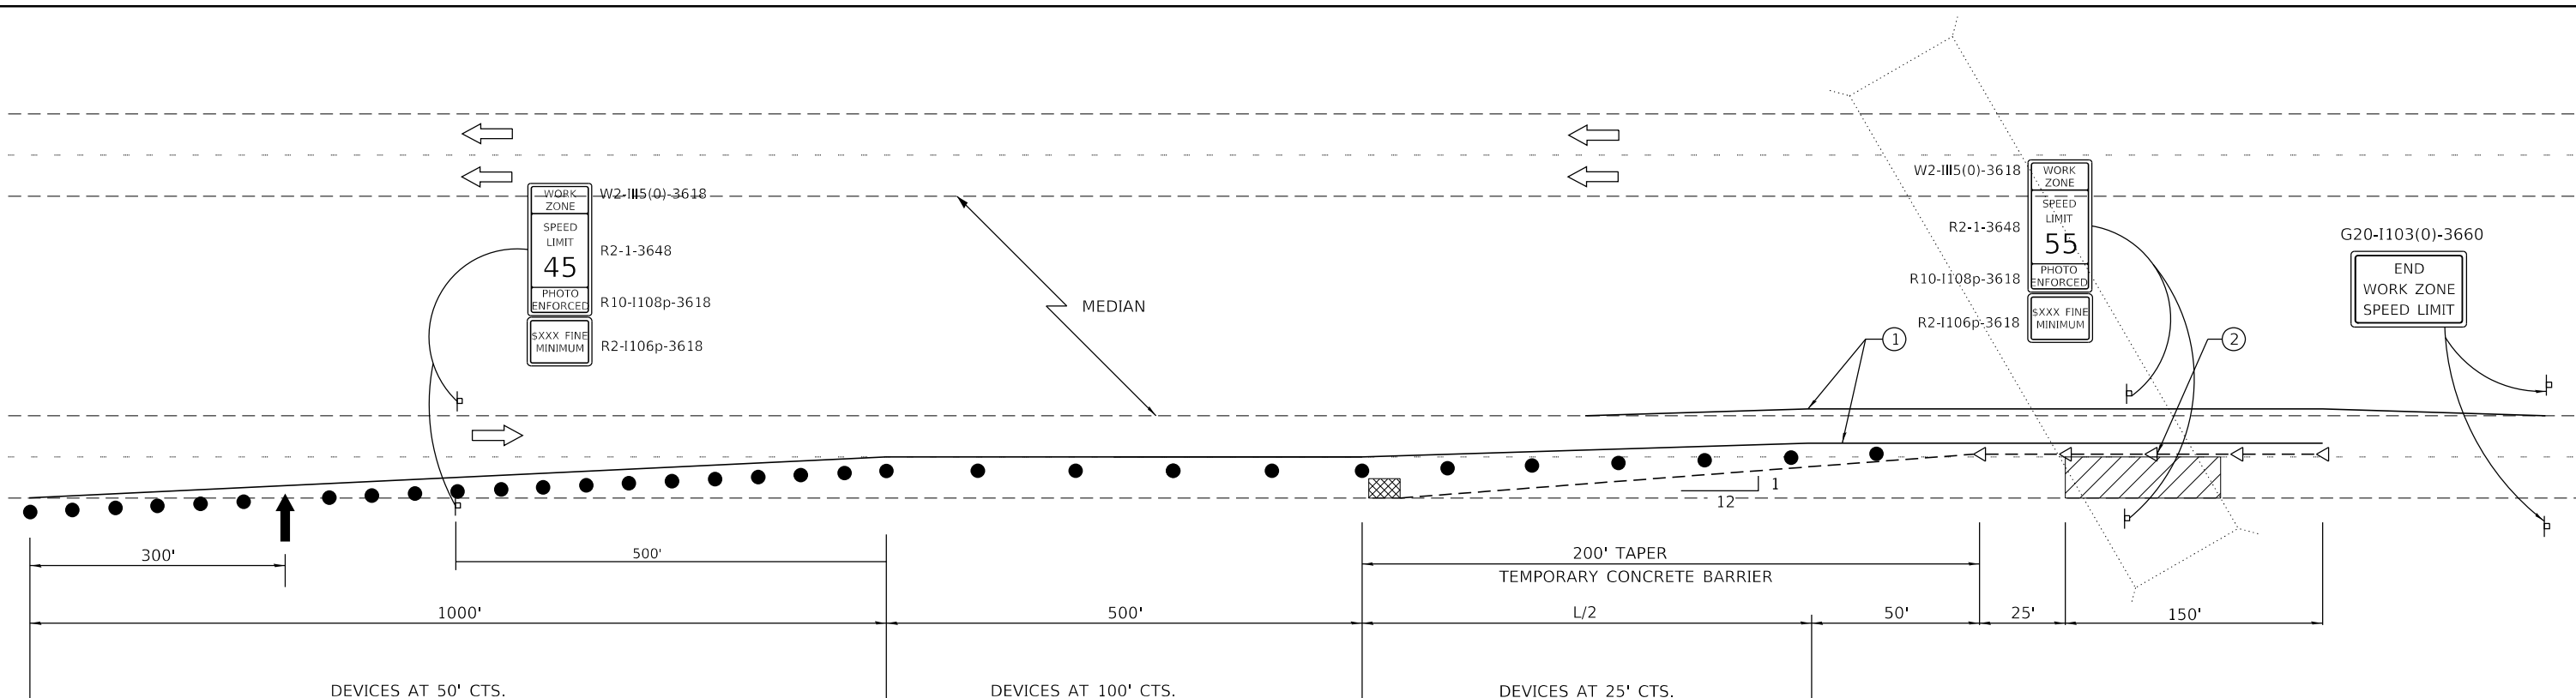 WORK
ZONE
SPEED
LIMIT
45
PHOTO
ENFORCED
$XXX FINE
MINIMUM
W2-I115(0)-3618
R2-1-3648
R10-I108p-3618
R2-I106p-3618
MEDIAN
W2-I115(0)-3618
R2-1-3648
R10-I108p-3618
R2-I106p-3618
WORK
ZONE
SPEED
LIMIT
55
PHOTO
ENFORCED
$XXX FINE
MINIMUM
G20-I103(0)-3660
END
WORK ZONE
SPEED LIMIT
1
2
12
1
300'
500'
200' TAPER
TEMPORARY CONCRETE BARRIER
1000'
500'
L/2
50'
25'
150'
DEVICES AT 50' CTS.
DEVICES AT 100' CTS.
DEVICES AT 25' CTS.